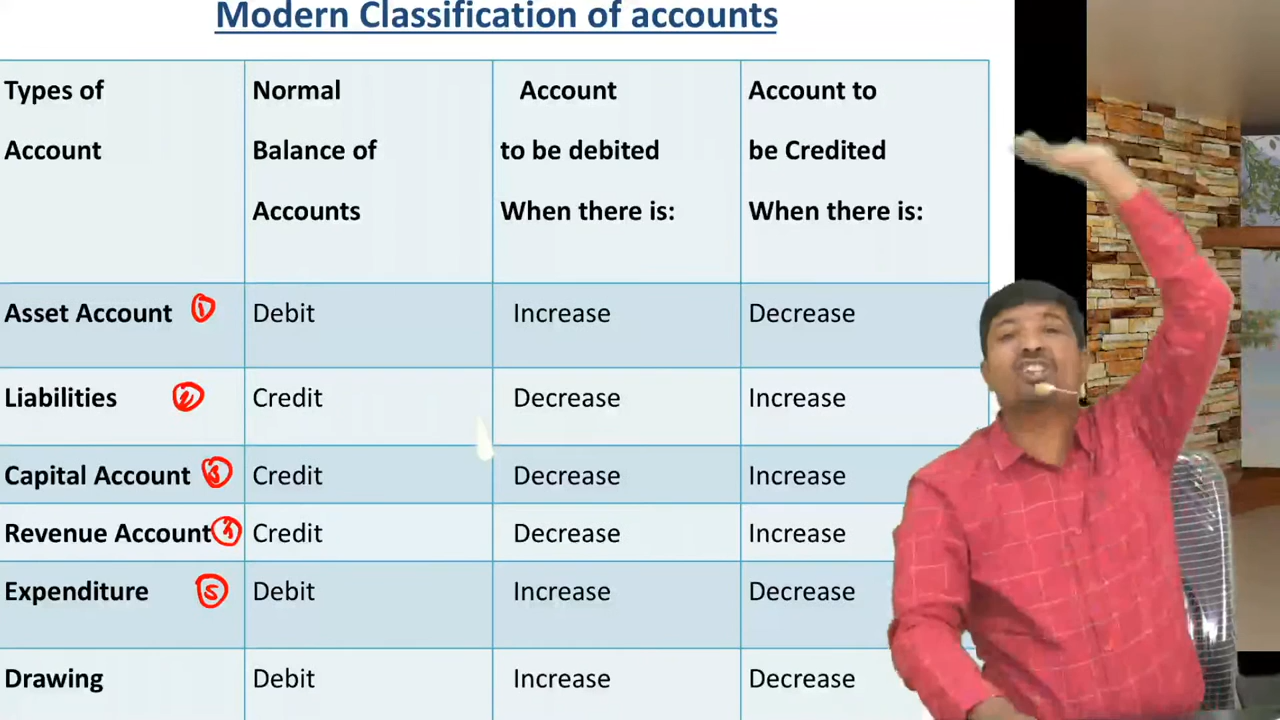 Modern Classification of accounts
Types of Account | Normal Balance of Accounts | Account to be debited When there is: | Account to be Credited When there is:
Asset Account ① | Debit | Increase | Decrease
Liabilities ② | Credit | Decrease | Increase
Capital Account ③ | Credit | Decrease | Increase
Revenue Account ④ | Credit | Decrease | Increase
Expenditure ⑤ | Debit | Increase | Decrease
Drawing | Debit | Increase | Decrease